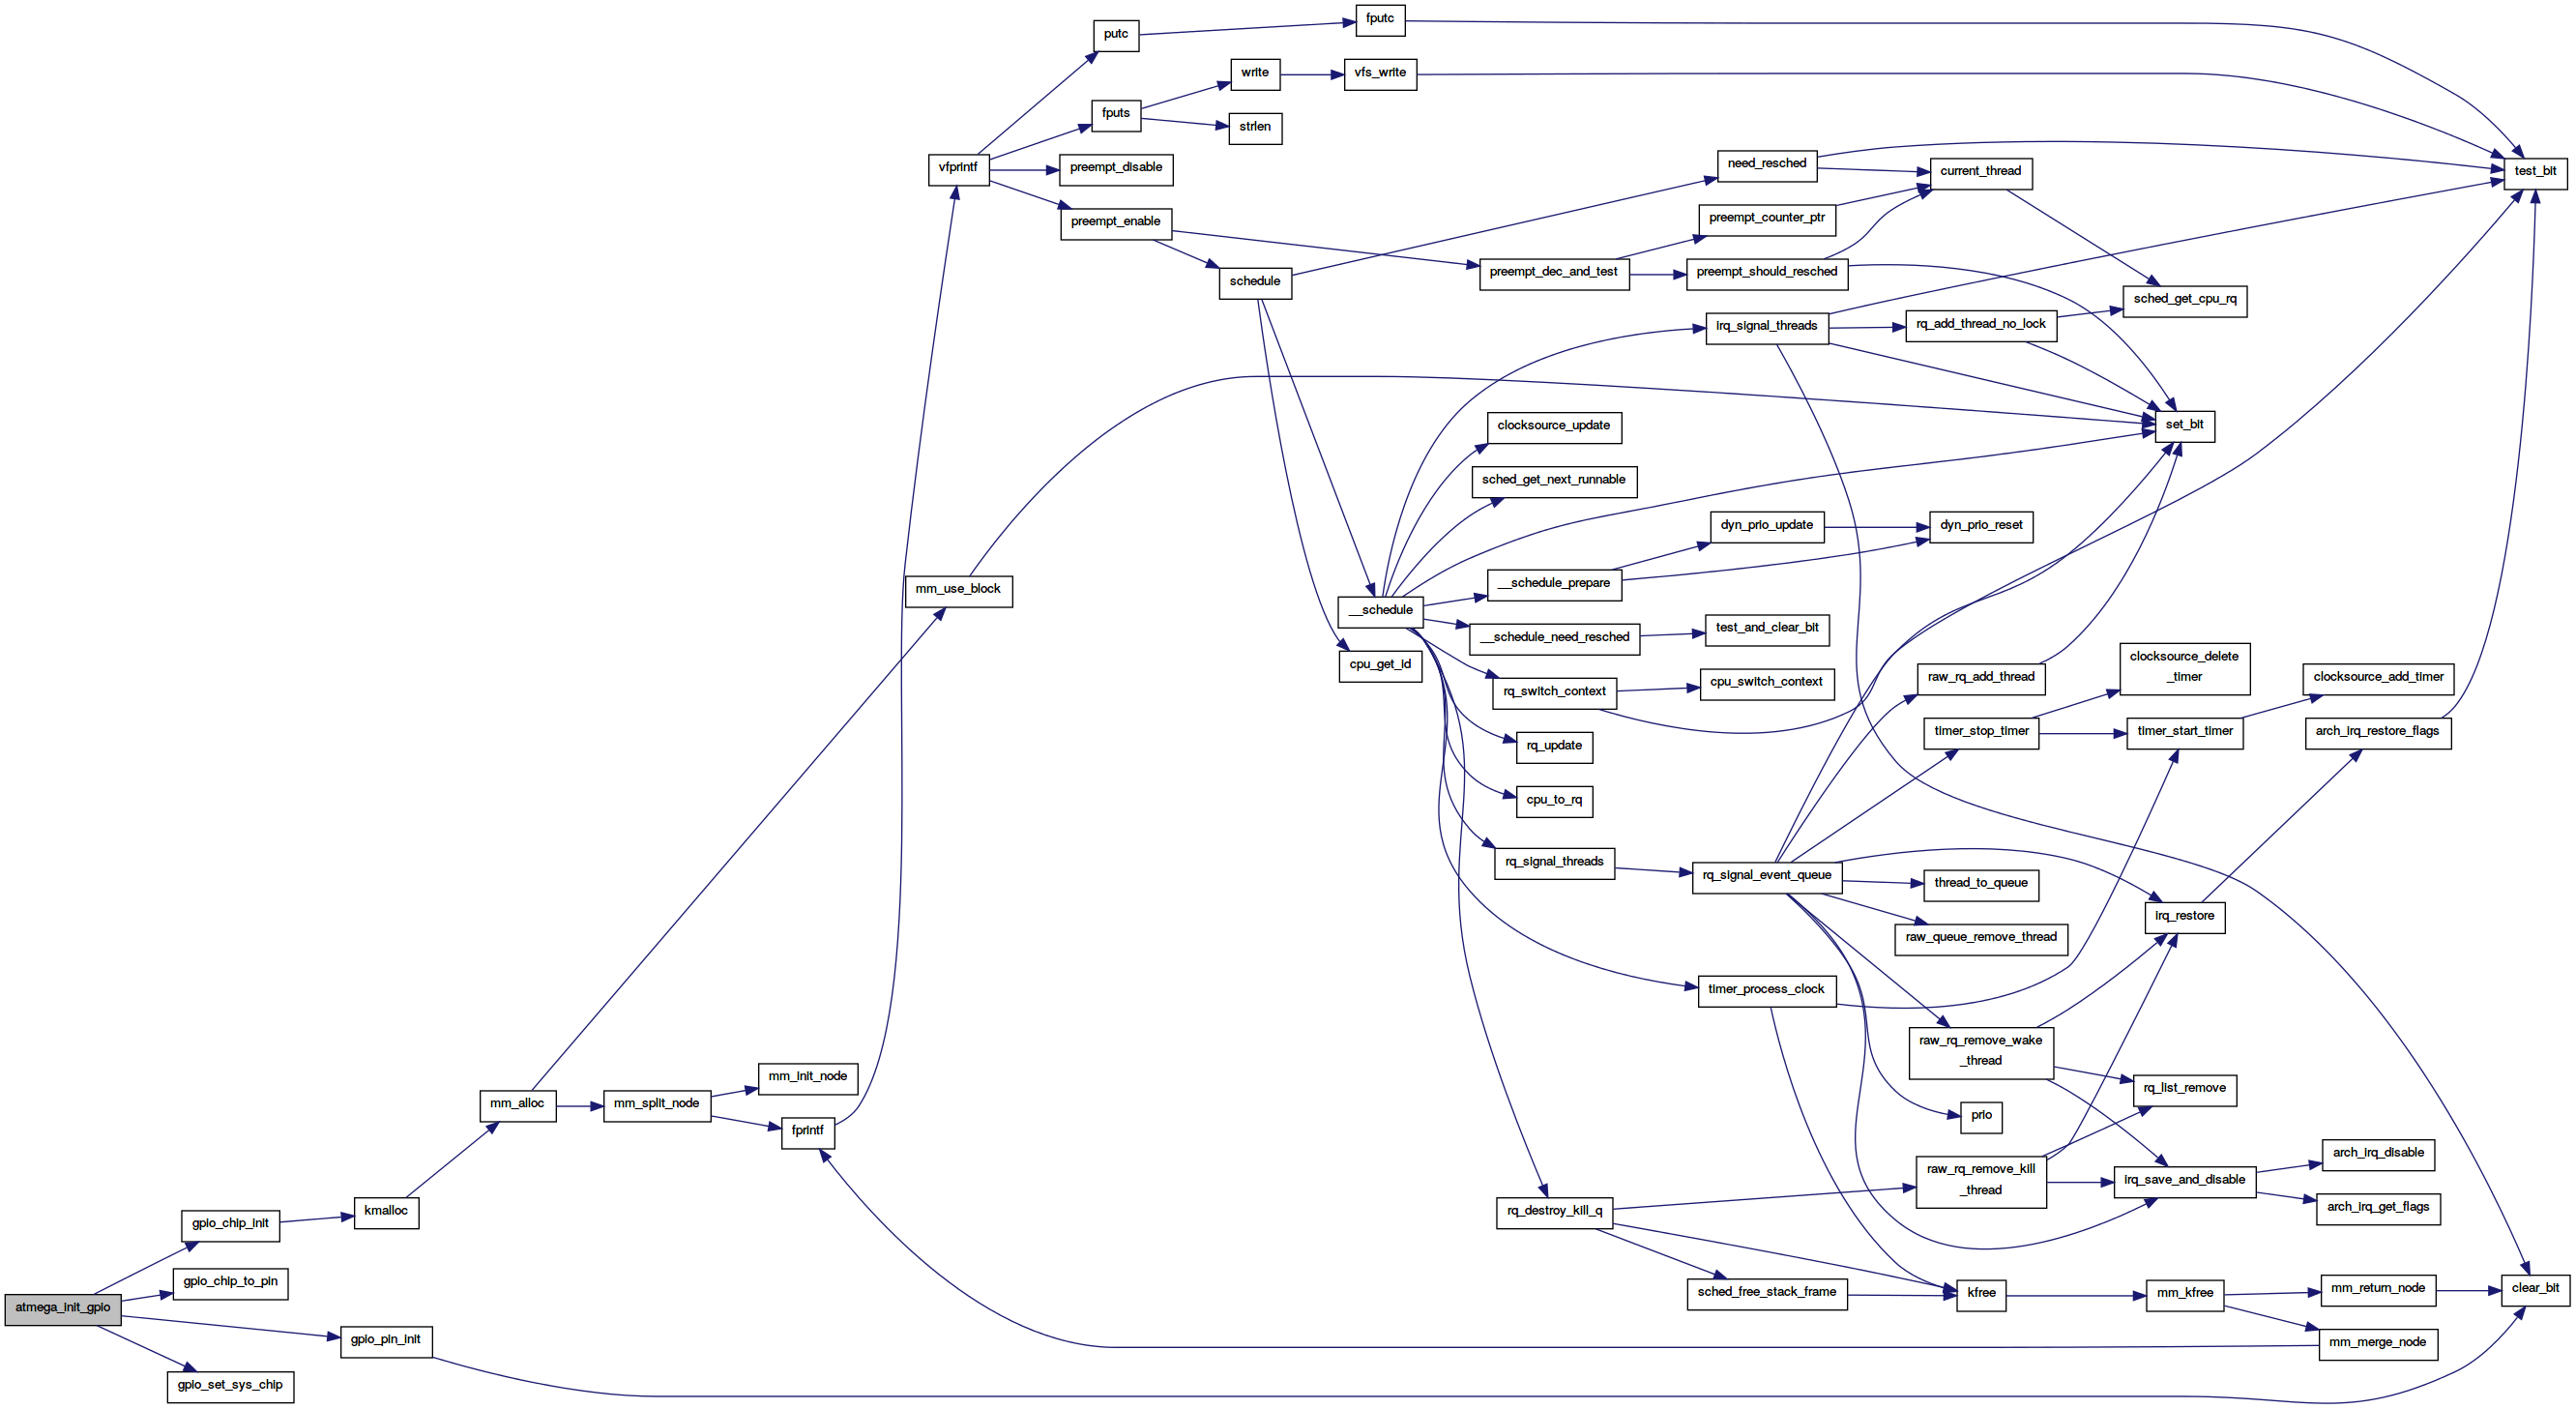 putc
fputc
write
vfs_write
fputs
strlen
vfprintf
preempt_disable
need_resched
current_thread
test_bit
preempt_enable
preempt_counter_ptr
schedule
preempt_dec_and_test
preempt_should_resched
sched_get_cpu_rq
irq_signal_threads
rq_add_thread_no_lock
clocksource_update
set_bit
sched_get_next_runnable
dyn_prio_update
dyn_prio_reset
mm_use_block
__schedule_prepare
__schedule
__schedule_need_resched
test_and_clear_bit
cpu_get_id
rq_switch_context
cpu_switch_context
raw_rq_add_thread
clocksource_delete
_timer
clocksource_add_timer
rq_update
timer_stop_timer
timer_start_timer
arch_irq_restore_flags
cpu_to_rq
rq_signal_threads
rq_signal_event_queue
thread_to_queue
irq_restore
raw_queue_remove_thread
timer_process_clock
raw_rq_remove_wake
_thread
mm_init_node
rq_list_remove
mm_alloc
mm_split_node
prio
fprintf
arch_irq_disable
raw_rq_remove_kill
_thread
irq_save_and_disable
arch_irq_get_flags
kmalloc
rq_destroy_kill_q
gpio_chip_init
gpio_chip_to_pin
sched_free_stack_frame
kfree
mm_kfree
mm_return_node
clear_bit
atmega_init_gpio
gpio_pin_init
mm_merge_node
gpio_set_sys_chip